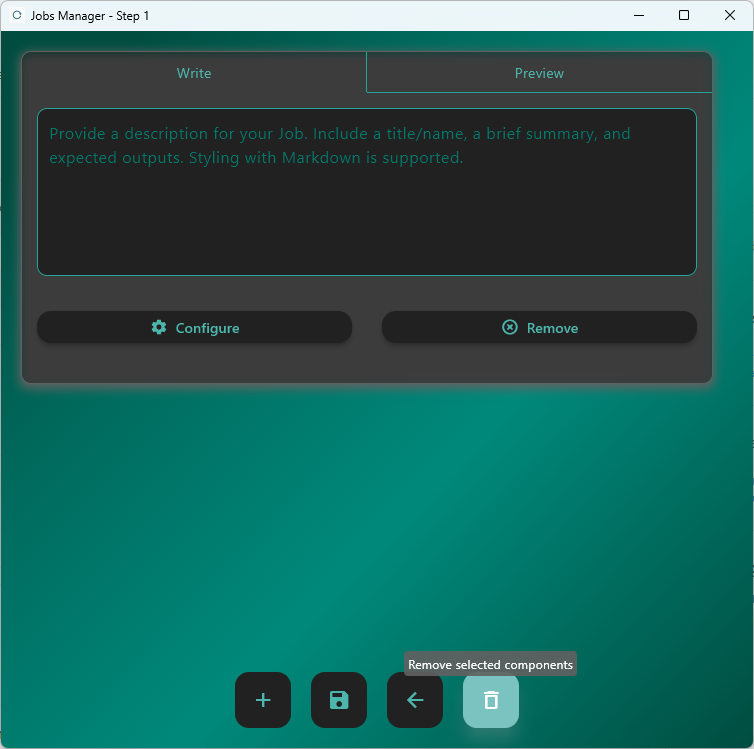 Jobs Manager - Step 1
Write
Preview
Provide a description for your Job. Include a title/name, a brief summary, and
expected outputs. Styling with Markdown is supported.
Configure
Remove
Remove selected components